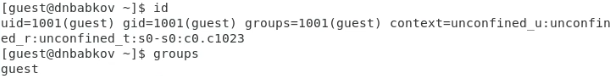 [guest@dnbabkov ~]$ id
uid=1001(guest) gid=1001(guest) groups=1001(guest) context=unconfined_u:unconfin
ed_r:unconfined_t:s0-s0:c0.c1023
[guest@dnbabkov ~]$ groups
guest